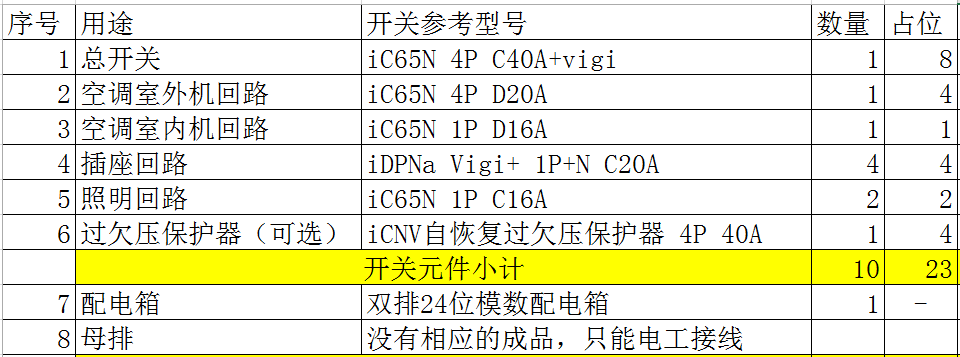 序号 用途 开关参考型号 数量 占位
1 总开关 iC65N 4P C40A+vigi 1 8
2 空调室外机回路 iC65N 4P D20A 1 4
3 空调室内机回路 iC65N 1P D16A 1 1
4 插座回路 iDPNa Vigi+ 1P+N C20A 4 4
5 照明回路 iC65N 1P C16A 2 2
6 过欠压保护器（可选） iCNV自恢复过欠压保护器 4P 40A 1 4
开关元件小计 10 23
7 配电箱 双排24位模数配电箱 1 -
8 母排 没有相应的成品，只能电工接线